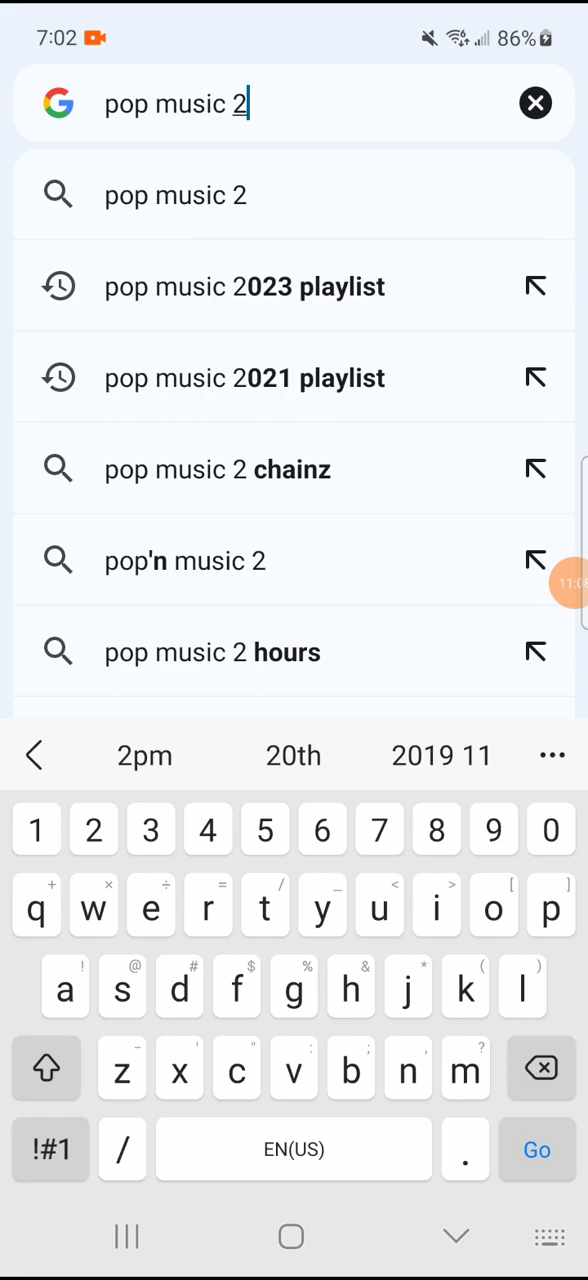 7:02 86%
pop music 2
pop music 2
pop music 2023 playlist
pop music 2021 playlist
pop music 2 chainz
pop'n music 2
11:0
pop music 2 hours
2pm 20th 2019 11 •••
1 2 3 4 5 6 7 8 9 0
+ × ÷ = / _ < > [ ]
q w e r t y u i o p
! @ # $ % & * ( )
a s d f g h j k l
- ' " : ; , ?
z x c v b n m
!#1 / EN(US) . Go